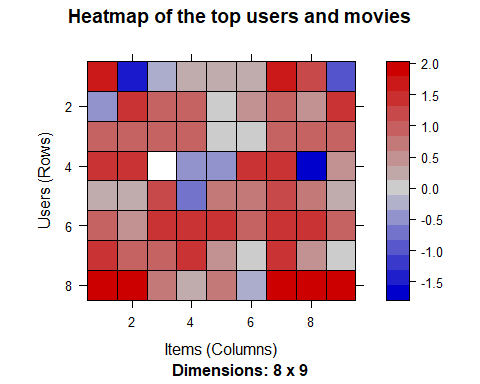 Heatmap of the top users and movies
2.0
1.5
1.0
0.5
0.0
-0.5
-1.0
-1.5
Users (Rows)
2
4
6
8
2 4 6 8
Items (Columns)
Dimensions: 8 x 9